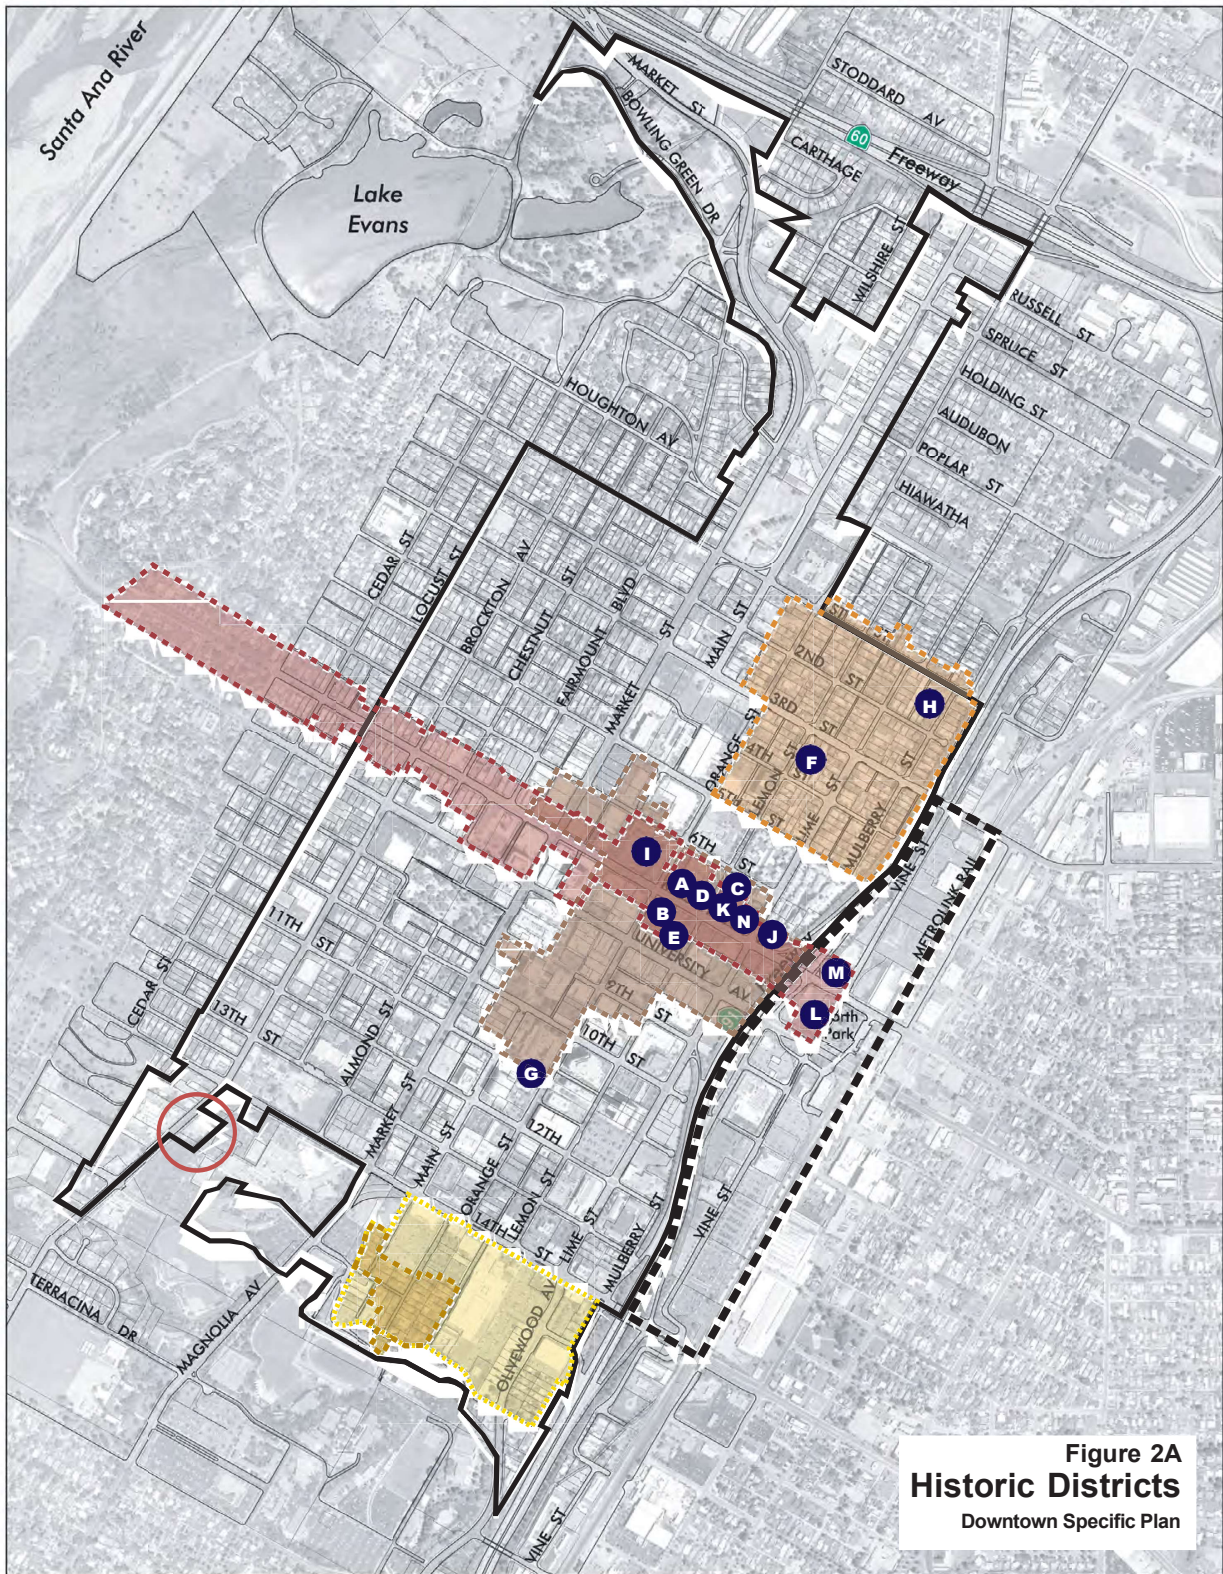 Santa Ana River
MARKET ST
STODDARD AV
BOWLING GREEN DR
60
Freeway
CARTHAGE
Lake
Evans
WILSHIRE ST
RUSSELL ST
SPRUCE ST
HOLDING ST
AUDUBON
HOUGHTON AV
POPLAR ST
HIAWATHA
CEDAR ST
LOCUST ST
BROCKTON AV
CHESTNUT ST
FAIRMOUNT BLVD
MARKET ST
MAIN ST
ST
2ND ST
H
3RD ST
ORANGE ST
4TH ST
F
LEMON ST
5TH ST
LIME ST
MULBERRY ST
6TH ST
I
VINE ST
A
C
D
K
METROLINK RAIL
B
N
E
J
11TH ST
UNIVERSITY AV
M
CEDAR ST
9TH ST
L
Park
13TH ST
ALMOND ST
10TH ST
G
MARKET ST
12TH
MAIN ST
ORANGE ST
LEMON ST
14TH ST
LIME ST
MULBERRY ST
VINE ST
TERRACINA DR
MAGNOLIA AV
OLIVEWOOD AV
VINE ST
Figure 2A
Historic Districts
Downtown Specific Plan